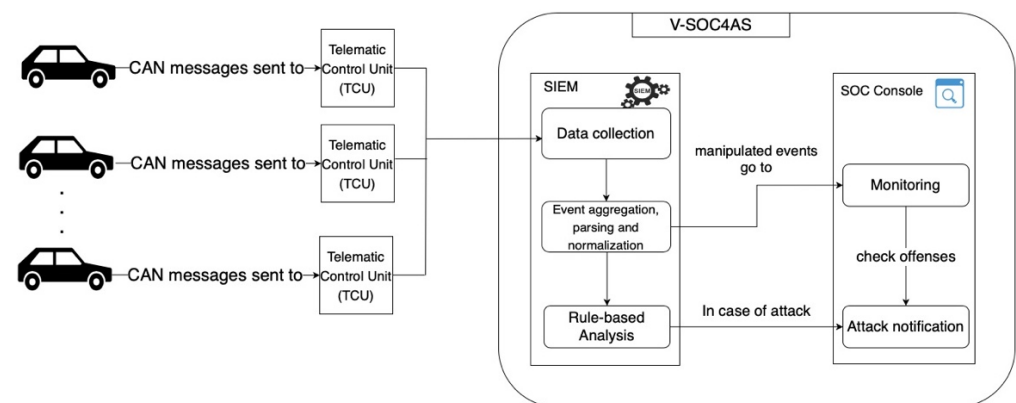 V-SOC4AS
CAN messages sent to
Telematic
Control Unit
(TCU)
CAN messages sent to
Telematic
Control Unit
(TCU)
CAN messages sent to
Telematic
Control Unit
(TCU)
SIEM
SIEM
Data collection
Event aggregation,
parsing and
normalization
Rule-based
Analysis
manipulated events
go to
In case of attack
SOC Console
Monitoring
check offenses
Attack notification